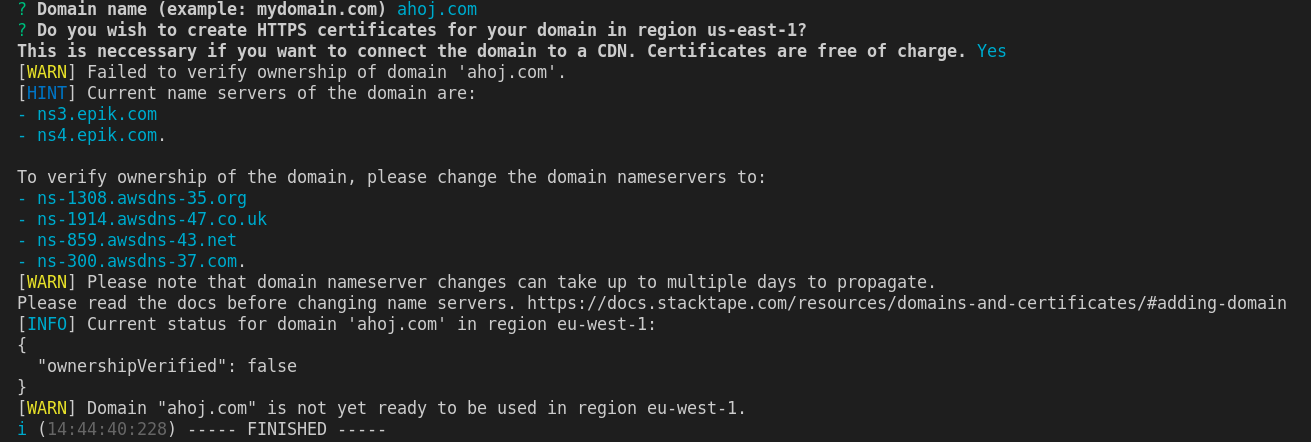 ? Domain name (example: mydomain.com) ahoj.com
? Do you wish to create HTTPS certificates for your domain in region us-east-1?
This is neccessary if you want to connect the domain to a CDN. Certificates are free of charge. Yes
[WARN] Failed to verify ownership of domain 'ahoj.com'.
[HINT] Current name servers of the domain are:
- ns3.epik.com
- ns4.epik.com.
To verify ownership of the domain, please change the domain nameservers to:
- ns-1308.awsdns-35.org
- ns-1914.awsdns-47.co.uk
- ns-859.awsdns-43.net
- ns-300.awsdns-37.com.
[WARN] Please note that domain nameserver changes can take up to multiple days to propagate.
Please read the docs before changing name servers. https://docs.stacktape.com/resources/domains-and-certificates/#adding-domain
[INFO] Current status for domain 'ahoj.com' in region eu-west-1:
{
  "ownershipVerified": false
}
[WARN] Domain "ahoj.com" is not yet ready to be used in region eu-west-1.
i (14:44:40:228) ----- FINISHED -----